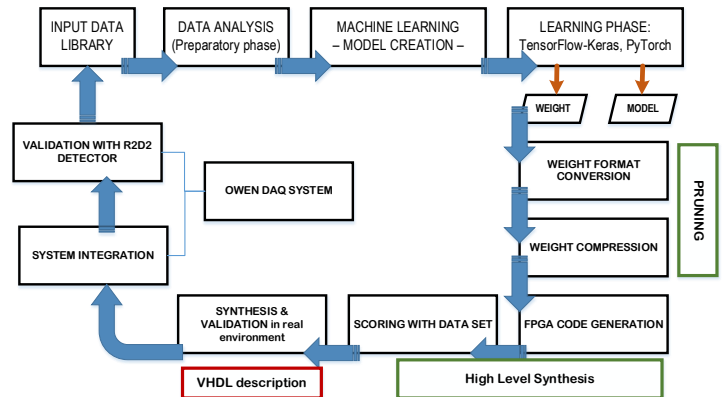 INPUT DATA
LIBRARY
DATA ANALYSIS
(Preparatory phase)
MACHINE LEARNING
– MODEL CREATION –
LEARNING PHASE:
TensorFlow-Keras, PyTorch
WEIGHT
MODEL
VALIDATION WITH R2D2
DETECTOR
OWEN DAQ SYSTEM
WEIGHT FORMAT
CONVERSION
PRUNING
SYSTEM INTEGRATION
WEIGHT COMPRESSION
SYNTHESIS &
VALIDATION in real
environment
SCORING WITH DATA SET
FPGA CODE GENERATION
VHDL description
High Level Synthesis